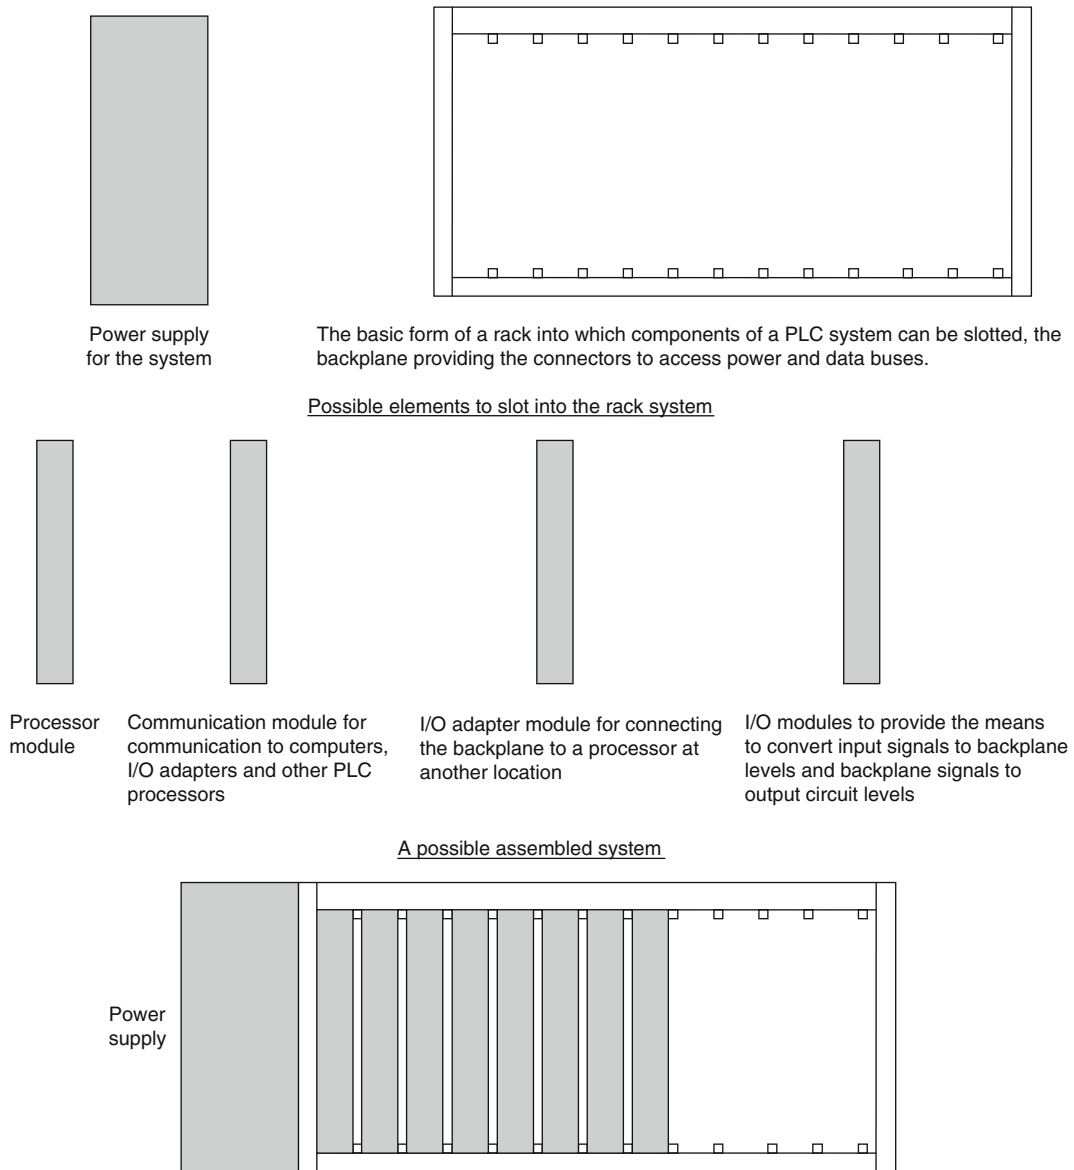 Power supply
for the system
The basic form of a rack into which components of a PLC system can be slotted, the
backplane providing the connectors to access power and data buses.
Possible elements to slot into the rack system
Processor
module
Communication module for
communication to computers,
I/O adapters and other PLC
processors
I/O adapter module for connecting
the backplane to a processor at
another location
I/O modules to provide the means
to convert input signals to backplane
levels and backplane signals to
output circuit levels
A possible assembled system
Power
supply